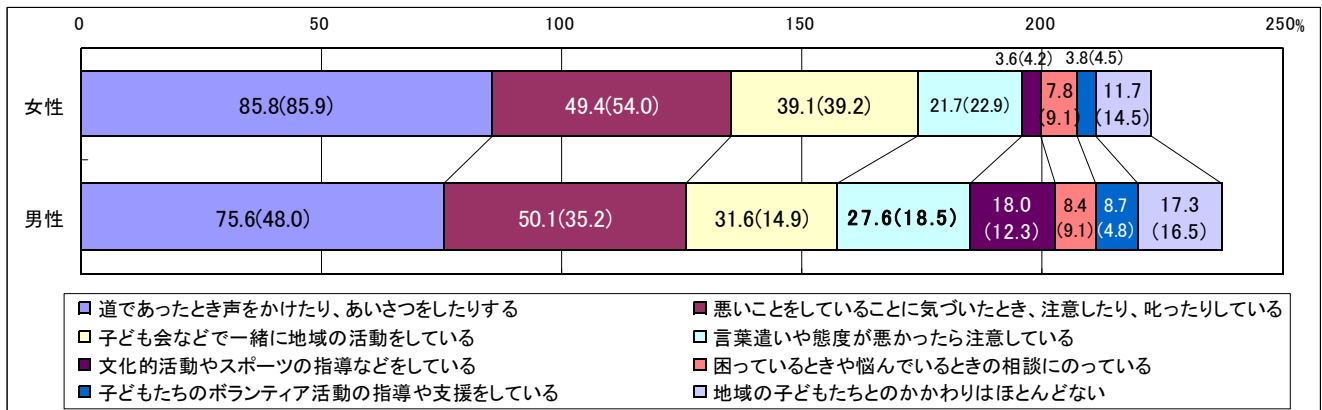 0 50 100 150 200 250%
3.6(4.2) 3.8(4.5)
女性 85.8(85.9) 49.4(54.0) 39.1(39.2) 21.7(22.9) 7.8 11.7
(9.1) (14.5)
男性 75.6(48.0) 50.1(35.2) 31.6(14.9) 27.6(18.5) 18.0 8.4 8.7 17.3
(12.3) (9.1) (4.8) (16.5)
道であったとき声をかけたり、あいさつをしたりする 悪いことをしていることに気づいたとき、注意したり、叱ったりしている
子ども会などで一緒に地域の活動をしている 言葉遣いや態度が悪かったら注意している
文化的活動やスポーツの指導などをしている 困っているときや悩んでいるときの相談にのっている
子どもたちのボランティア活動の指導や支援をしている 地域の子どもたちとのかかわりはほとんどない